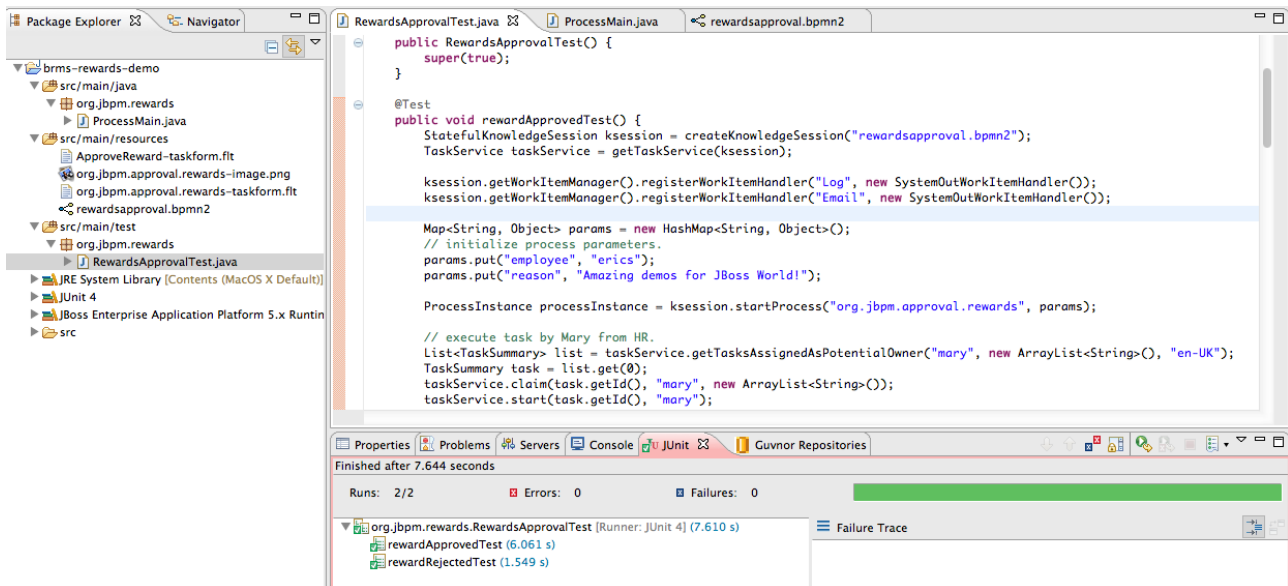 Package Explorer
Navigator
brms-rewards-demo
src/main/java
org.jbpm.rewards
ProcessMain.java
src/main/resources
ApproveReward-taskform.flt
org.jbpm.approval.rewards-image.png
org.jbpm.approval.rewards-taskform.flt
rewardsapproval.bpmn2
src/main/test
org.jbpm.rewards
RewardsApprovalTest.java
JRE System Library [Contents (MacOS X Default)]
JUnit 4
JBoss Enterprise Application Platform 5.x Runtin
src
RewardsApprovalTest.java
ProcessMain.java
rewardsapproval.bpmn2
public RewardsApprovalTest() {
super(true);
}
@Test
public void rewardApprovedTest() {
StatefulKnowledgeSession ksession = createKnowledgeSession("rewardsapproval.bpmn2");
TaskService taskService = getTaskService(ksession);
ksession.getWorkItemManager().registerWorkItemHandler("Log", new SystemOutWorkItemHandler());
ksession.getWorkItemManager().registerWorkItemHandler("Email", new SystemOutWorkItemHandler());
Map<String, Object> params = new HashMap<String, Object>();
// initialize process parameters.
params.put("employee", "erics");
params.put("reason", "Amazing demos for JBoss World!");
ProcessInstance processInstance = ksession.startProcess("org.jbpm.approval.rewards", params);
// execute task by Mary from HR.
List<TaskSummary> list = taskService.getTasksAssignedAsPotentialOwner("mary", new ArrayList<String>(), "en-UK");
TaskSummary task = list.get(0);
taskService.claim(task.getId(), "mary", new ArrayList<String>());
taskService.start(task.getId(), "mary");
Properties
Problems
Servers
Console
JUnit
Guvnor Repositories
Finished after 7.644 seconds
Runs: 2/2
Errors: 0
Failures: 0
org.jbpm.rewards.RewardsApprovalTest [Runner: JUnit 4] (7.610 s)
rewardApprovedTest (6.061 s)
rewardRejectedTest (1.549 s)
Failure Trace